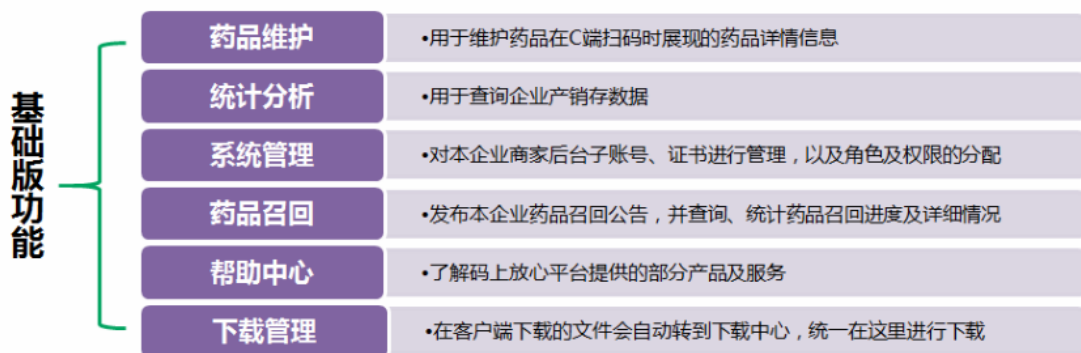 基础版功能
药品维护
•用于维护药品在C端扫码时展现的药品详情信息
统计分析
•用于查询企业产销存数据
系统管理
•对本企业商家后台子账号、证书进行管理，以及角色及权限的分配
药品召回
•发布本企业药品召回公告，并查询、统计药品召回进度及详细情况
帮助中心
•了解码上放心平台提供的部分产品及服务
下载管理
•在客户端下载的文件会自动转到下载中心，统一在这里进行下载